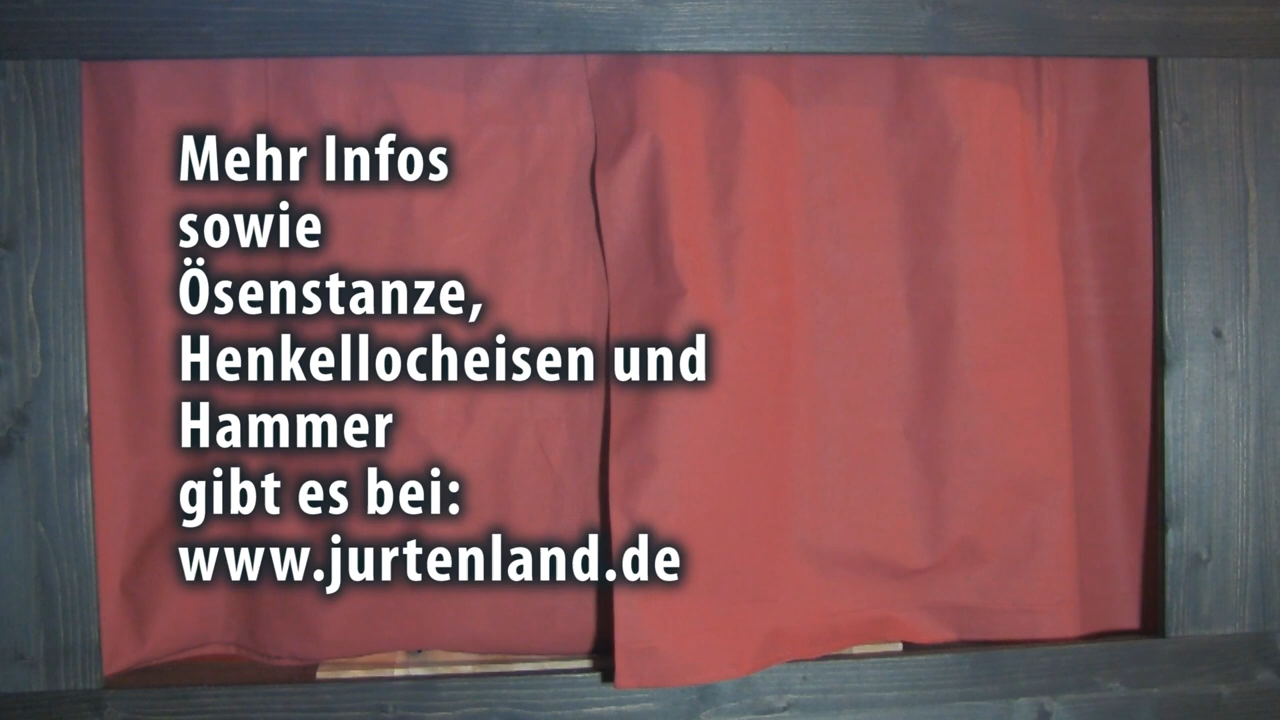 Mehr Infos
sowie
Ösenstanze,
Henkellocheisen und
Hammer
gibt es bei:
www.jurtenland.de